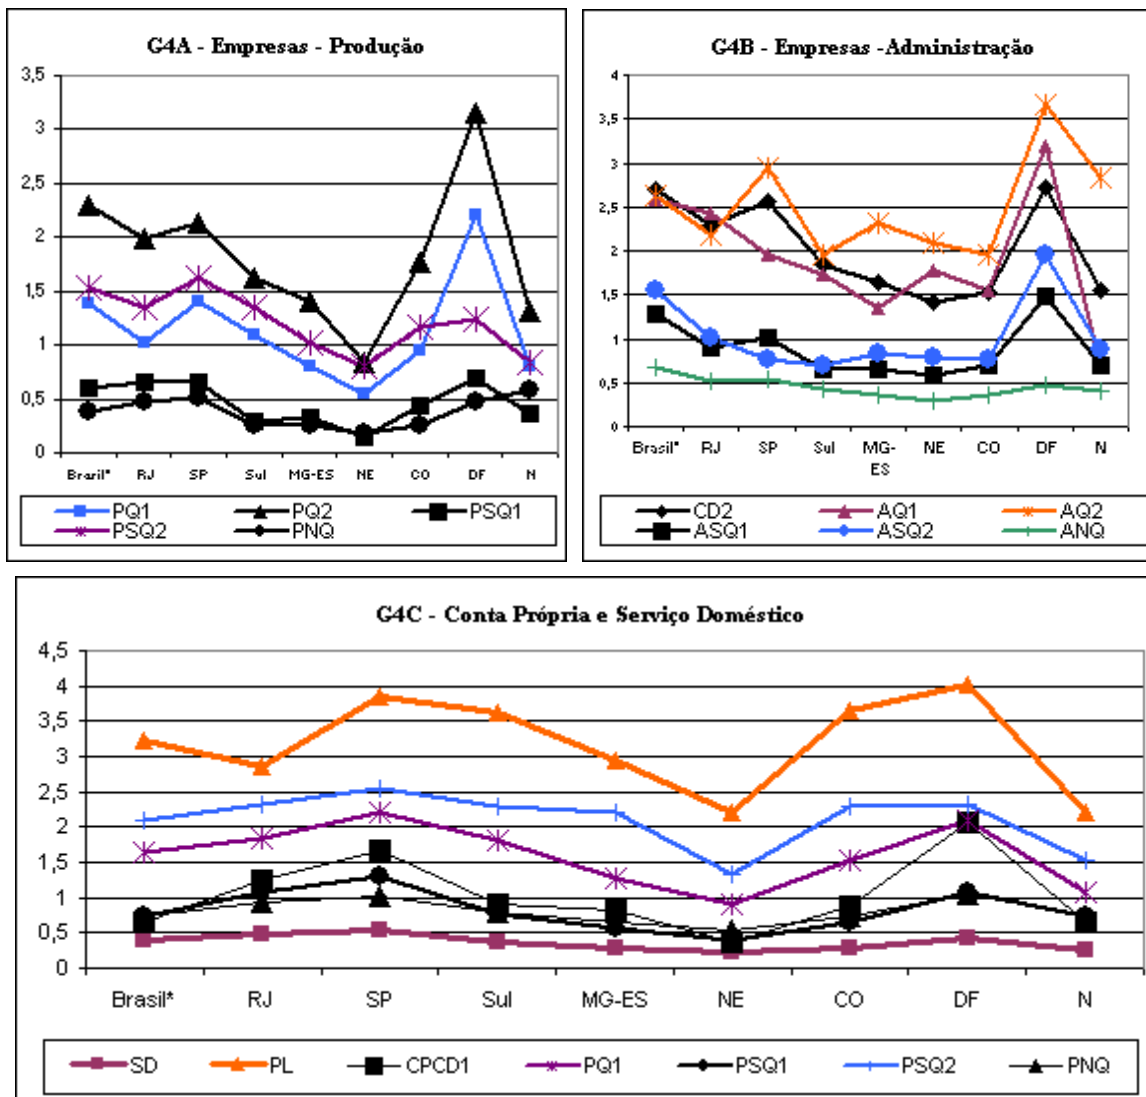 G4A - Empresas - Produção
3,5
3
2,5
2
1,5
1
0,5
0
Brasil* RJ SP Sul MG-ES NE CO DF N
PQ1 PQ2 PSQ1
PSQ2 PNQ
G4B - Empresas -Administração
4
3,5
3
2,5
2
1,5
1
0,5
0
Brasil* RJ SP Sul MG- NE CO DF N
ES
CD2 AQ1 AQ2
ASQ1 ASQ2 ANQ
G4C - Conta Própria e Serviço Doméstico
4,5
4
3,5
3
2,5
2
1,5
1
0,5
0
Brasil* RJ SP Sul MG-ES NE CO DF N
SD PL CPCD1 PQ1 PSQ1 PSQ2 PNQ